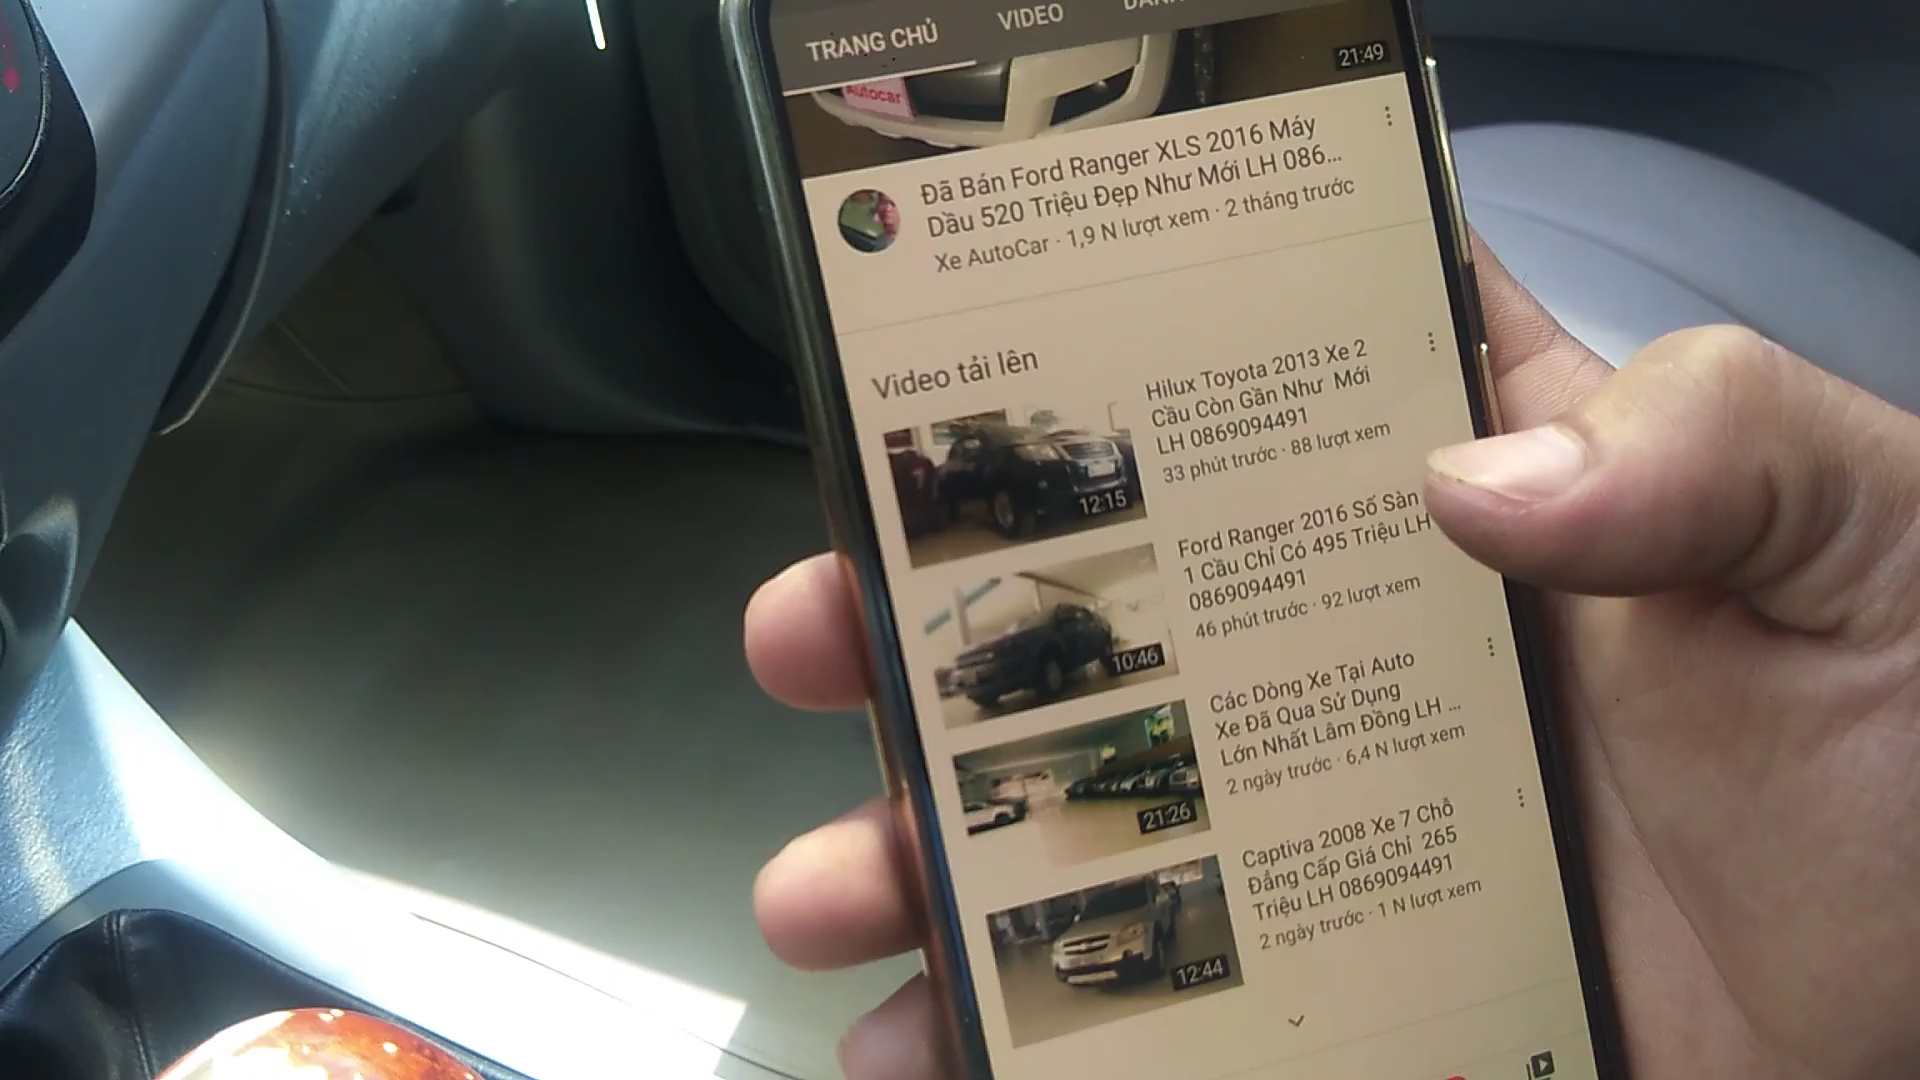 TRANG CHỦ
VIDEO
21:49
Autocar
Đã Bán Ford Ranger XLS 2016 Máy
Dầu 520 Triệu Đẹp Như Mới LH 086...
Xe AutoCar · 1,9 N lượt xem · 2 tháng trước
Video tải lên
Hilux Toyota 2013 Xe 2
Cầu Còn Gần Như Mới
LH 0869094491
33 phút trước · 88 lượt xem
12:15
Ford Ranger 2016 Số Sàn
1 Cầu Chỉ Có 495 Triệu LH
0869094491
46 phút trước · 92 lượt xem
10:46
Các Dòng Xe Tại Auto
Xe Đã Qua Sử Dụng
Lớn Nhất Lâm Đồng LH ...
2 ngày trước · 6,4 N lượt xem
21:26
Captiva 2008 Xe 7 Chỗ
Đẳng Cấp Giá Chỉ 265
Triệu LH 0869094491
2 ngày trước · 1 N lượt xem
12:44